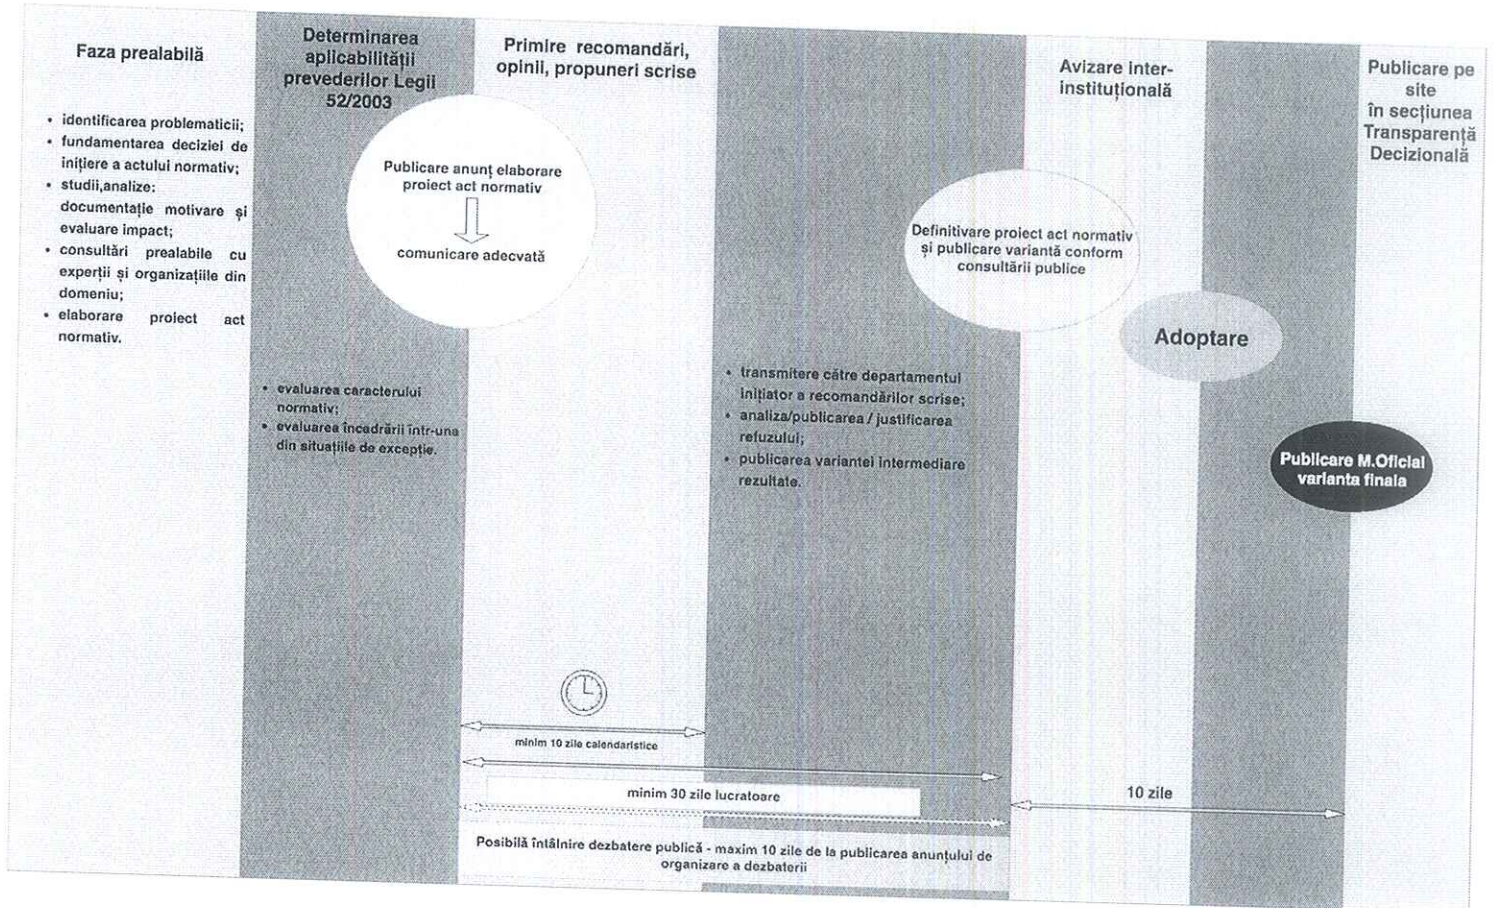 Faza prealabilă
• identificarea problematicii;
• fundamentarea deciziei de
inițiere a actului normativ;
• studii,analize:
documentație motivare și
evaluare impact;
• consultări prealabile cu
experții și organizațiile din
domeniu;
• elaborare proiect act
normativ.
Determinarea
aplicabilității
prevederilor Legii
52/2003
Publicare anunț elaborare
proiect act normativ
comunicare adecvată
• evaluarea caracterului
normativ;
• evaluarea încadrării într-una
din situațiile de excepție.
Primire recomandări,
opinii, propuneri scrise
• transmitere către departamentul
inițiator a recomandărilor scrise;
• analiza/publicarea / justificarea
refuzului;
• publicarea variantei intermediare
rezultate.
Definitivare proiect act normativ
și publicare variantă conform
consultării publice
Avizare inter-
instituțională
Adoptare
Publicare M.Oficial
varianta finala
Publicare pe
site
în secțiunea
Transparență
Decizională
minim 10 zile calendaristice
minim 30 zile lucratoare
10 zile
Posibilă întâlnire dezbatere publică - maxim 10 zile de la publicarea anunțului de
organizare a dezbaterii